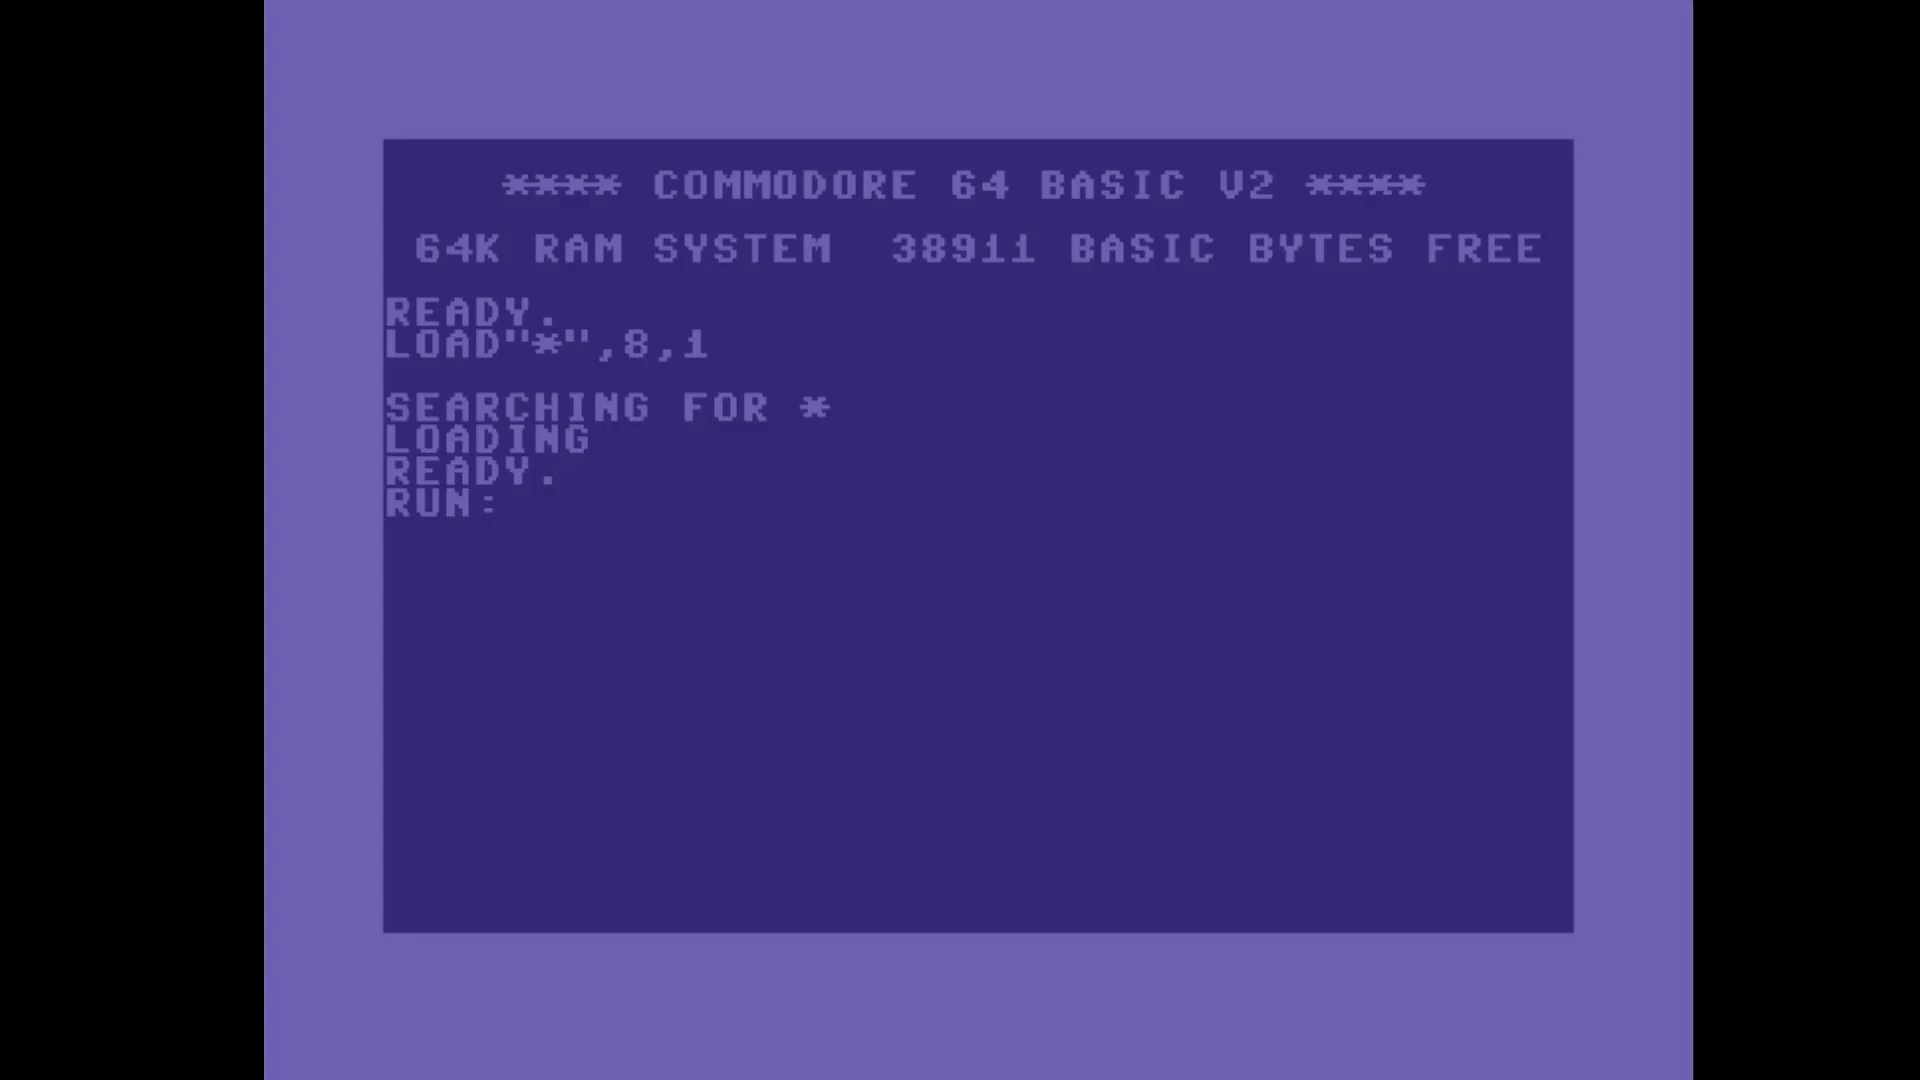 **** COMMODORE 64 BASIC V2 ****
64K RAM SYSTEM  38911 BASIC BYTES FREE
READY.
LOAD"*",8,1
SEARCHING FOR *
LOADING
READY.
RUN: